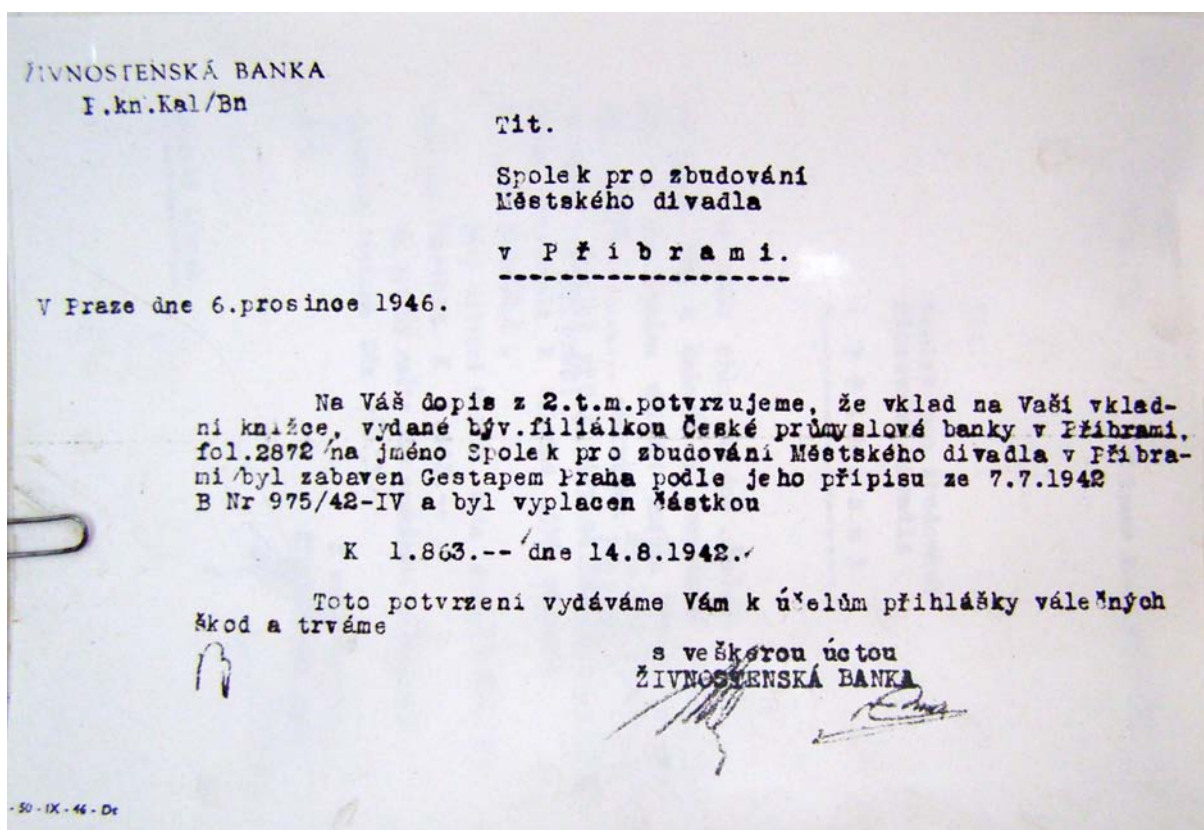 ŽIVNOSTENSKÁ BANKA
P.kn.Kal/Bn
Tit.
Spolek pro zbudování
Městského divadla
v Příbrami.
V Praze dne 6.prosince 1946.
Na Váš dopis z 2.t.m.potvrzujeme, že vklad na Vaší vklad-
ní knížce, vydané býv.filiálkou České průmyslové banky v Příbrami,
fol.2872 /na jméno Spolek pro zbudování Městského divadla v Příbra-
mi /byl zabaven Gestapem Praha podle jeho přípisu ze 7.7.1942
B Nr 975/42-IV a byl vyplacen částkou
K 1.863.-- dne 14.8.1942.
Toto potvrzení vydáváme Vám k účelům přihlášky válečných
škod a trváme
s veškerou úctou
ŽIVNOSTENSKÁ BANKA
- 50 - IX - 46 - Dt